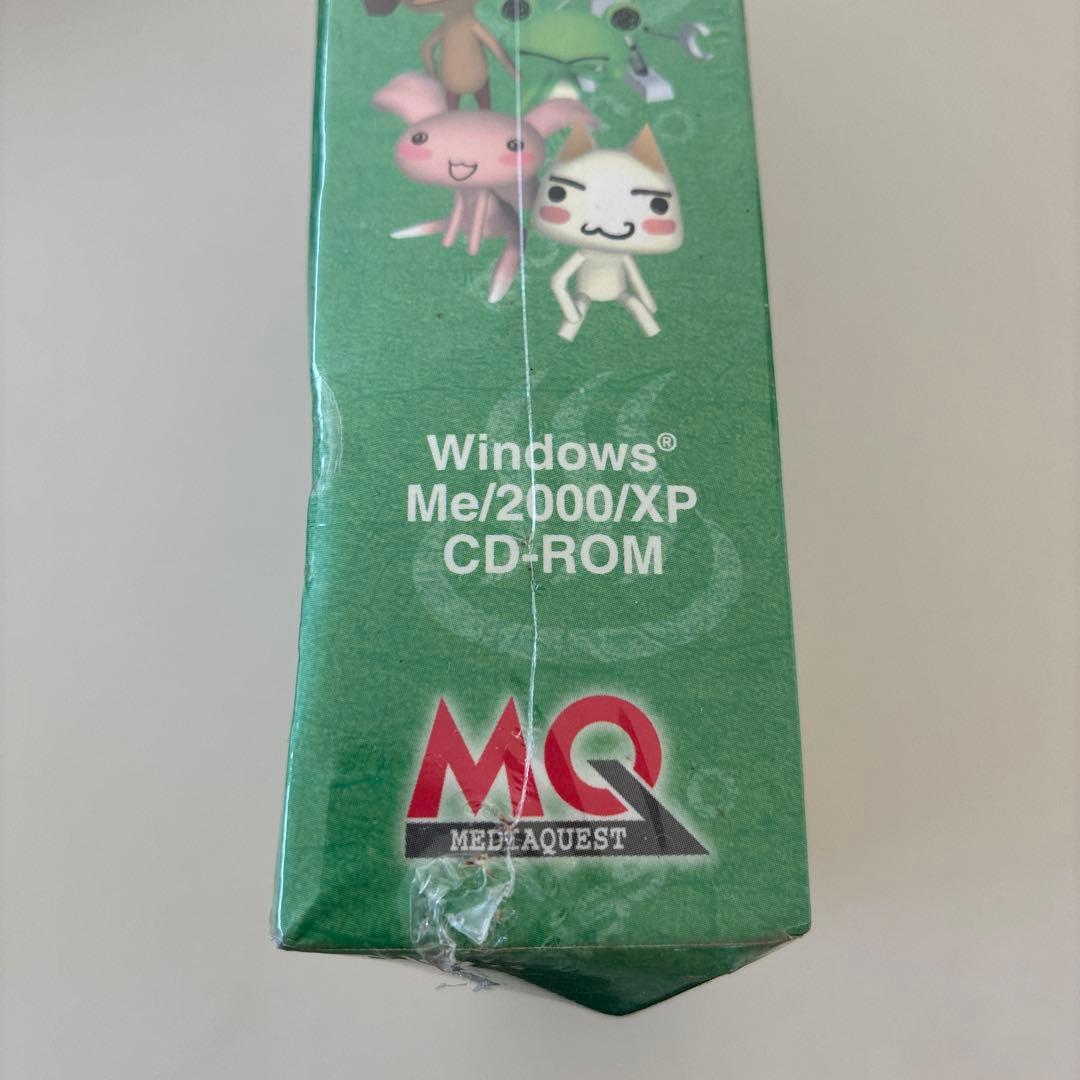 Windows®
Me/2000/XP
CD-ROM
MQ
MEDIAQUEST